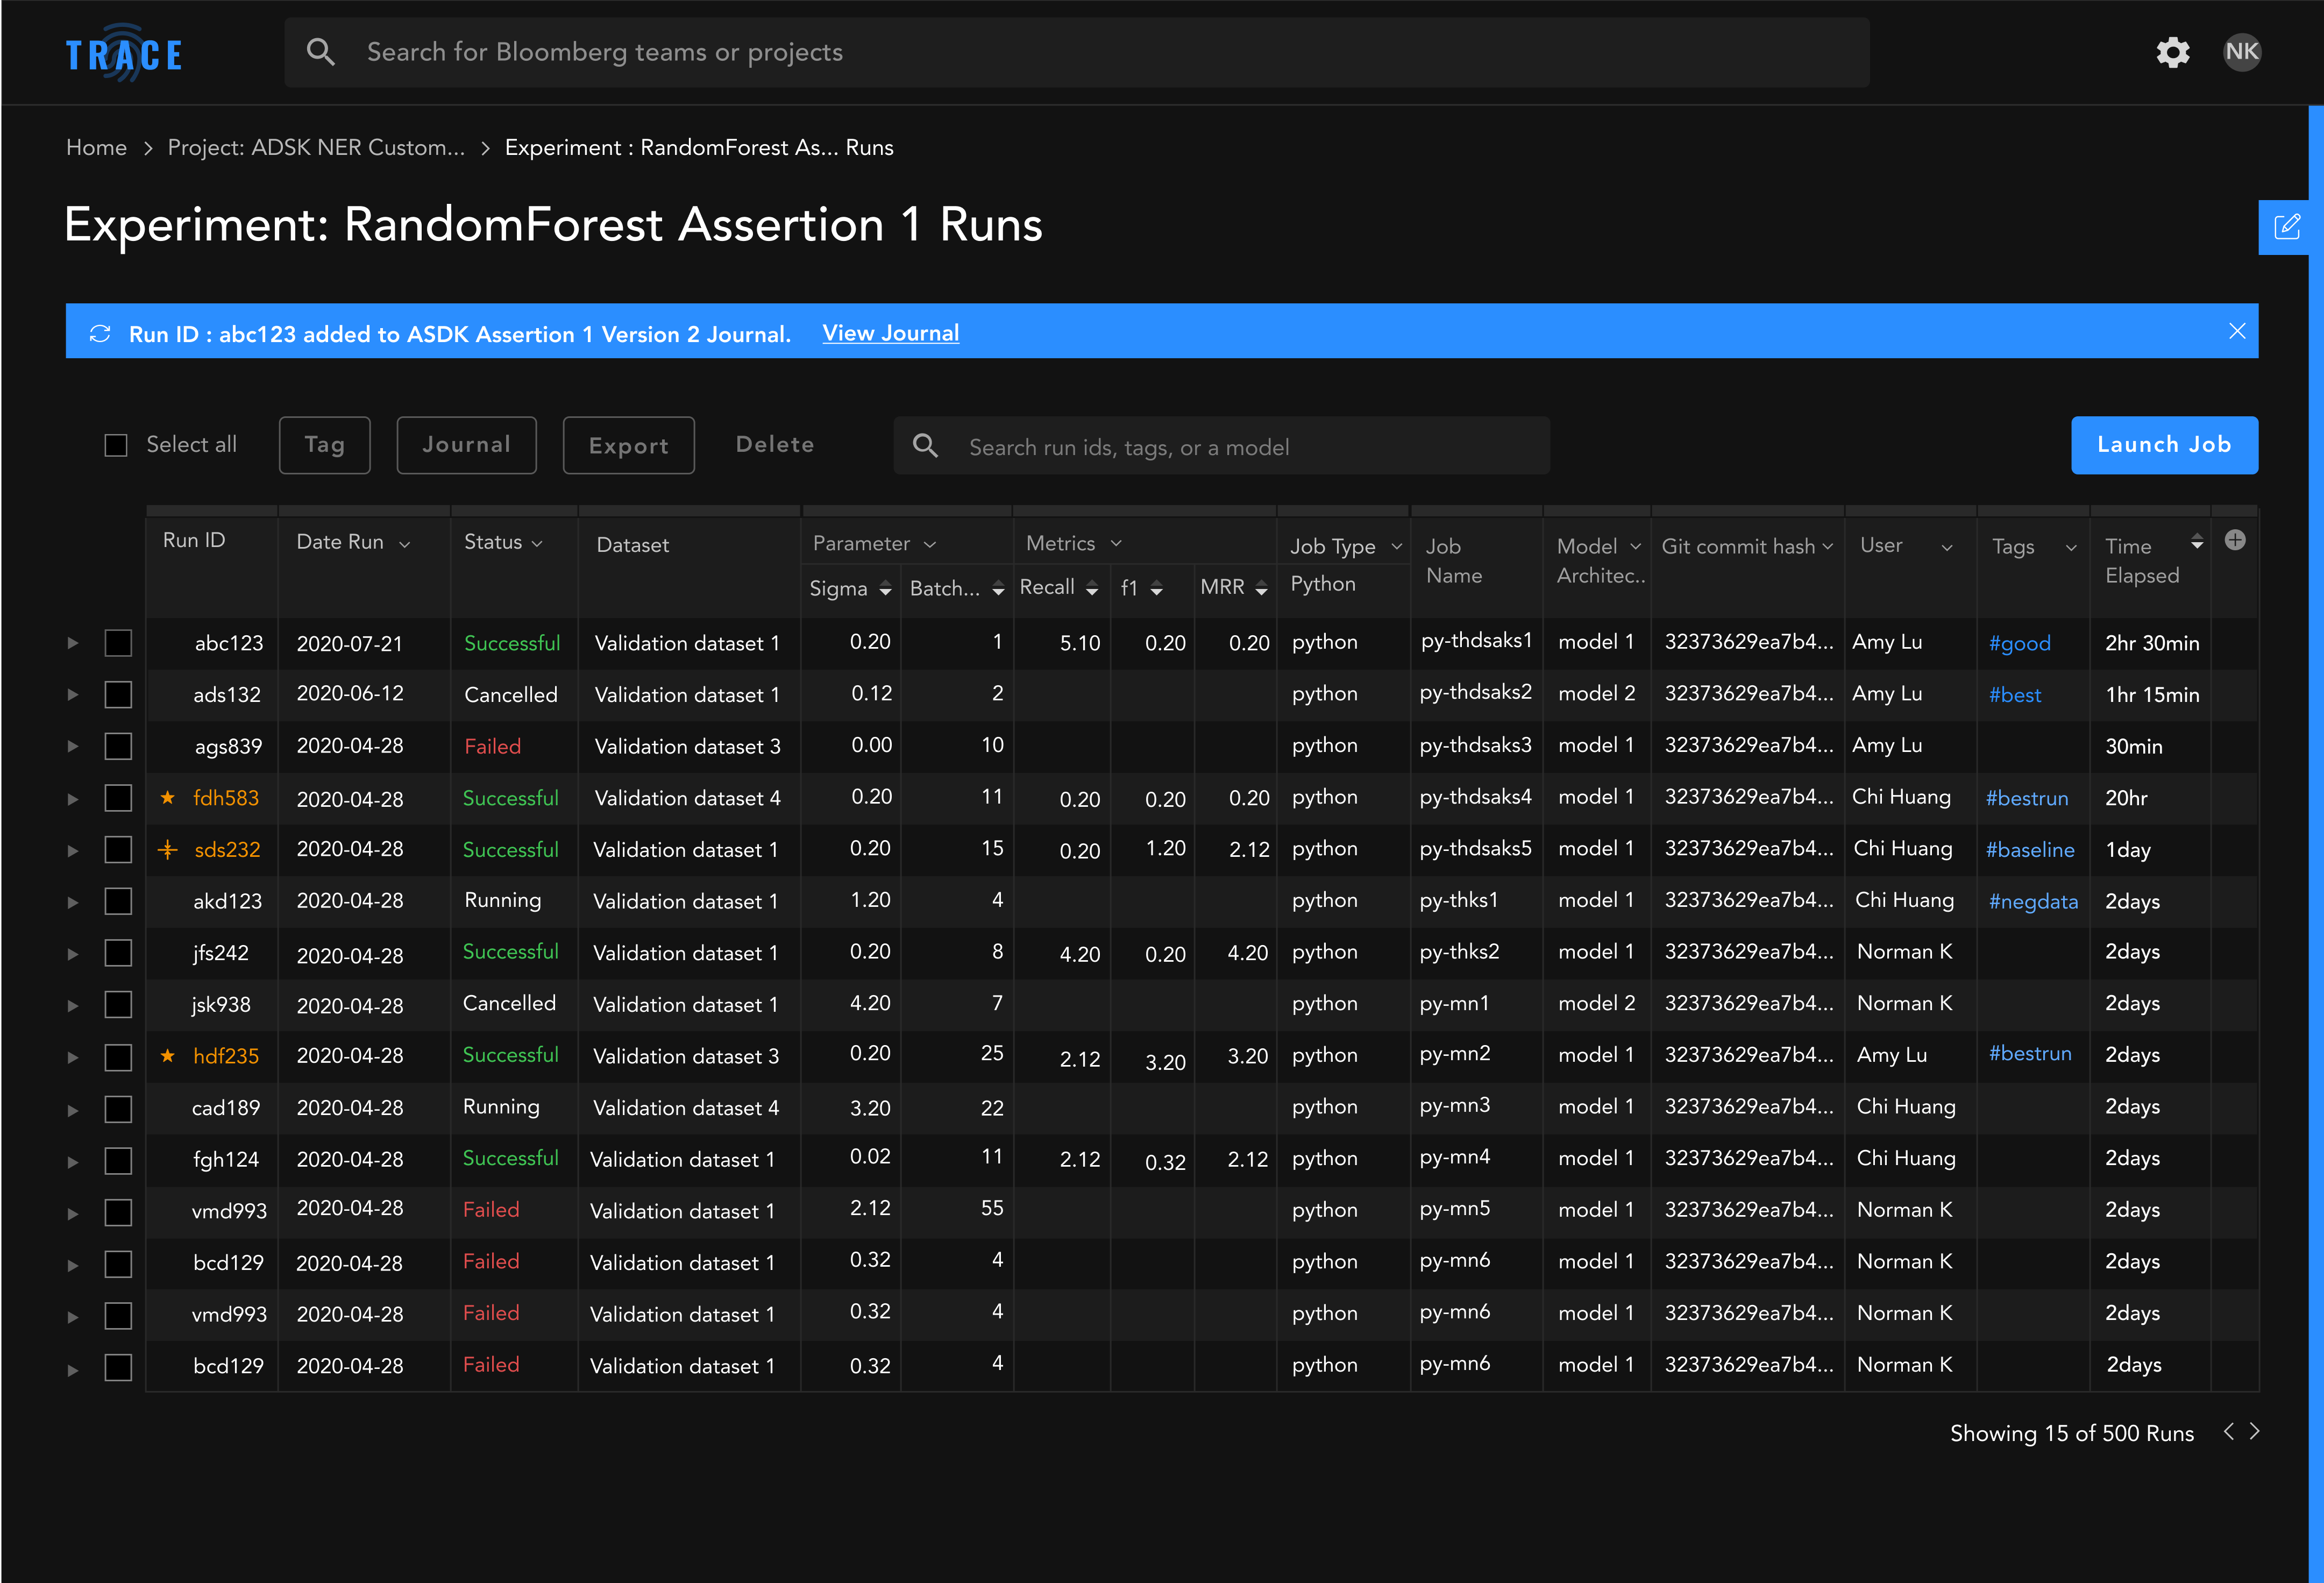 TRACE
Search for Bloomberg teams or projects
NK
Home > Project: ADSK NER Custom... > Experiment : RandomForest As... Runs
Experiment: RandomForest Assertion 1 Runs
Run ID : abc123 added to ASDK Assertion 1 Version 2 Journal. View Journal
Select all Tag Journal Export Delete Search run ids, tags, or a model Launch Job
Run ID Date Run Status Dataset Parameter Metrics Job Type Job Name Model Architec.. Git commit hash User Tags Time Elapsed
Sigma Batch... Recall f1 MRR Python
abc123 2020-07-21 Successful Validation dataset 1 0.20 1 5.10 0.20 0.20 python py-thdsaks1 model 1 32373629ea7b4... Amy Lu #good 2hr 30min
ads132 2020-06-12 Cancelled Validation dataset 1 0.12 2 python py-thdsaks2 model 2 32373629ea7b4... Amy Lu #best 1hr 15min
ags839 2020-04-28 Failed Validation dataset 3 0.00 10 python py-thdsaks3 model 1 32373629ea7b4... Amy Lu 30min
fdh583 2020-04-28 Successful Validation dataset 4 0.20 11 0.20 0.20 0.20 python py-thdsaks4 model 1 32373629ea7b4... Chi Huang #bestrun 20hr
sds232 2020-04-28 Successful Validation dataset 1 0.20 15 0.20 1.20 2.12 python py-thdsaks5 model 1 32373629ea7b4... Chi Huang #baseline 1day
akd123 2020-04-28 Running Validation dataset 1 1.20 4 python py-thks1 model 1 32373629ea7b4... Chi Huang #negdata 2days
jfs242 2020-04-28 Successful Validation dataset 1 0.20 8 4.20 0.20 4.20 python py-thks2 model 1 32373629ea7b4... Norman K 2days
jsk938 2020-04-28 Cancelled Validation dataset 1 4.20 7 python py-mn1 model 2 32373629ea7b4... Norman K 2days
hdf235 2020-04-28 Successful Validation dataset 3 0.20 25 2.12 3.20 3.20 python py-mn2 model 1 32373629ea7b4... Amy Lu #bestrun 2days
cad189 2020-04-28 Running Validation dataset 4 3.20 22 python py-mn3 model 1 32373629ea7b4... Chi Huang 2days
fgh124 2020-04-28 Successful Validation dataset 1 0.02 11 2.12 0.32 2.12 python py-mn4 model 1 32373629ea7b4... Chi Huang 2days
vmd993 2020-04-28 Failed Validation dataset 1 2.12 55 python py-mn5 model 1 32373629ea7b4... Norman K 2days
bcd129 2020-04-28 Failed Validation dataset 1 0.32 4 python py-mn6 model 1 32373629ea7b4... Norman K 2days
vmd993 2020-04-28 Failed Validation dataset 1 0.32 4 python py-mn6 model 1 32373629ea7b4... Norman K 2days
bcd129 2020-04-28 Failed Validation dataset 1 0.32 4 python py-mn6 model 1 32373629ea7b4... Norman K 2days
Showing 15 of 500 Runs